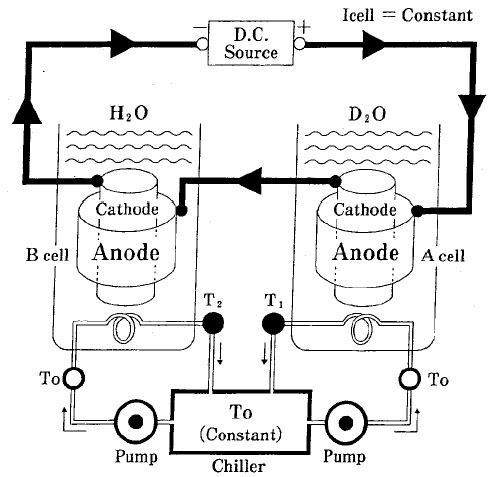 Icell = Constant
− D.C. +
Source
H₂O
D₂O
Cathode
Cathode
B cell
Anode
Anode
A cell
T₂
T₁
To
To
To
(Constant)
Pump
Pump
Chiller